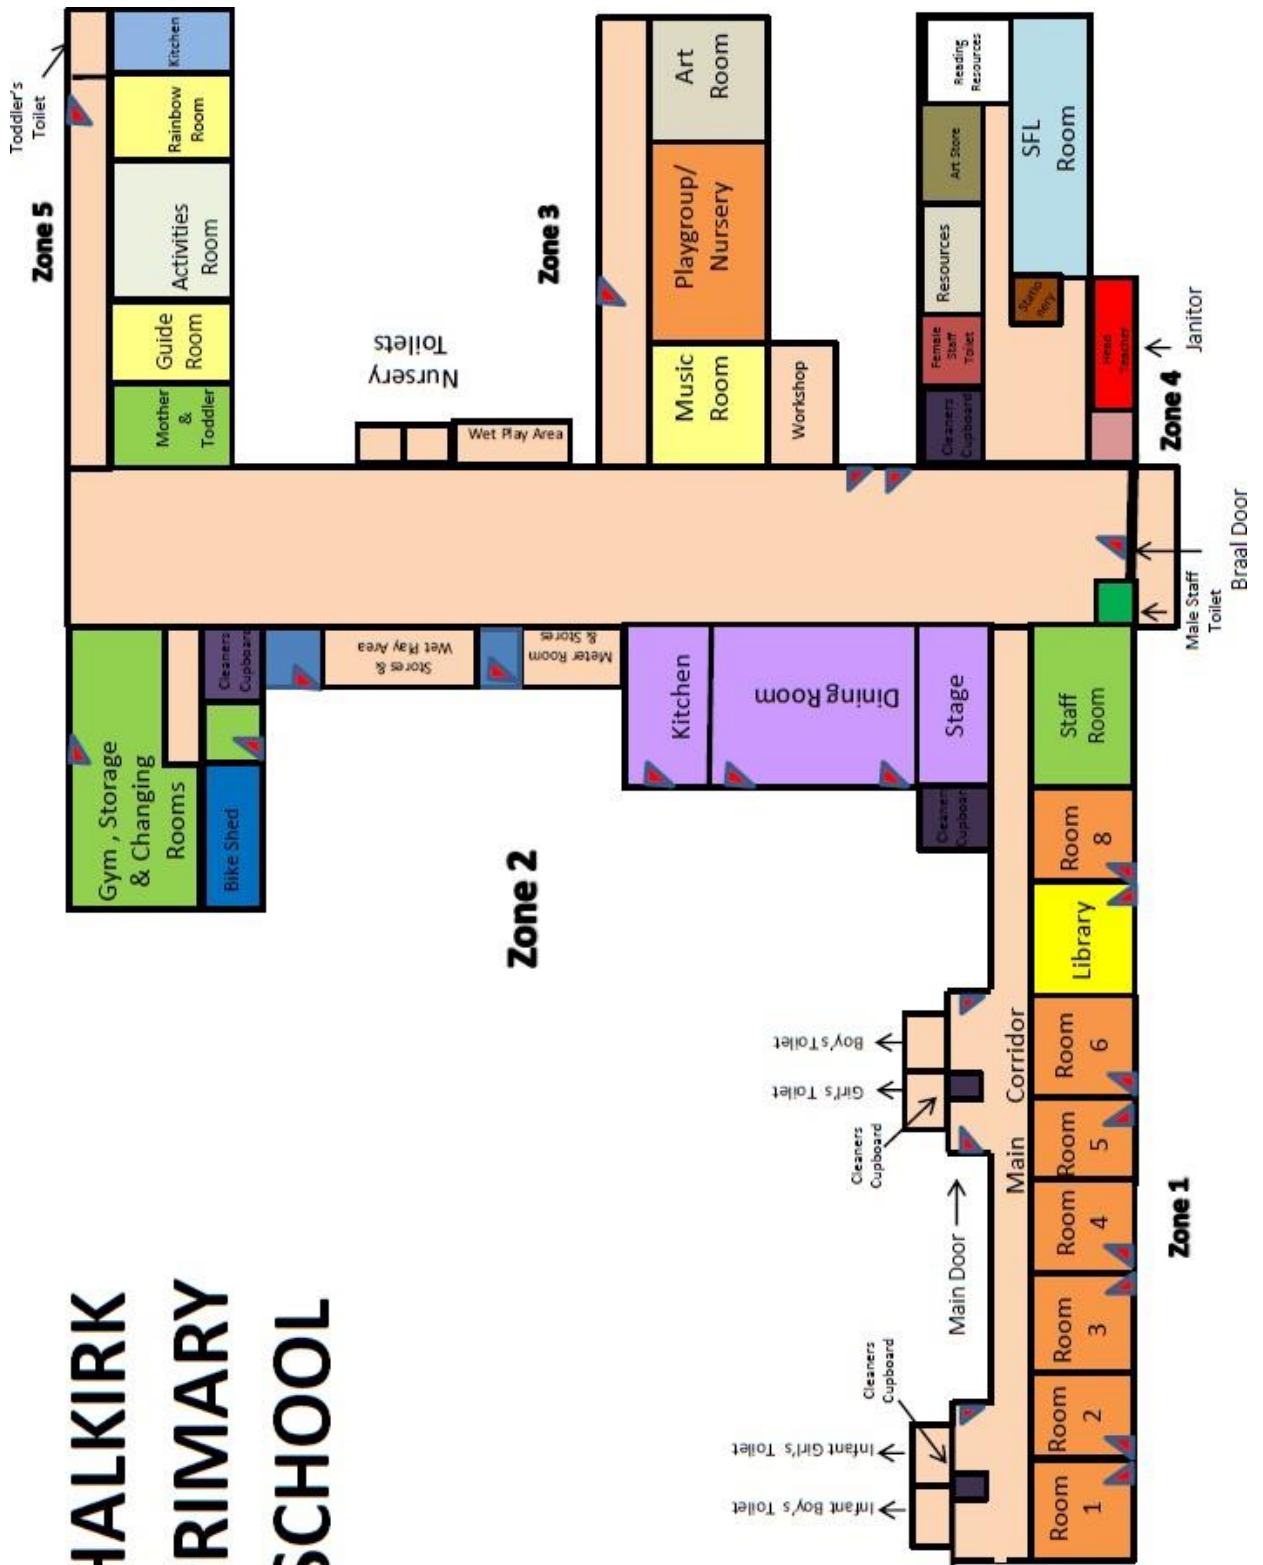 HALKIRK
RIMARY
SCHOOL
Toddler's
Toilet
Zone 5
Kitchen
Rainbow
Room
Activities
Room
Guide
Room
Mother
&
Toddler
Nursery
Toilets
Wet Play Area
Zone 3
Art
Room
Playgroup/
Nursery
Music
Room
Workshop
Reading
Resources
Art Store
Resources
Female
Staff
Toilet
Cleaners
Cupboard
SFL
Room
Statio
nery
Head
Teacher
Janitor
Zone 4
Braal Door
Male Staff
Toilet
Gym , Storage
& Changing
Rooms
Cleaners
Cupboard
Bike Shed
Stores &
Wet Play Area
Meter Room
& Stores
Kitchen
Dining Room
Stage
Cleaners
Cupboard
Zone 2
Staff
Room
Room
8
Library
Room
6
Room
5
Room
4
Room
3
Room
2
Room
1
Main Corridor
Boy's Toilet
Girl's Toilet
Cleaners
Cupboard
Main Door
Cleaners
Cupboard
Infant Girl's Toilet
Infant Boy's Toilet
Zone 1